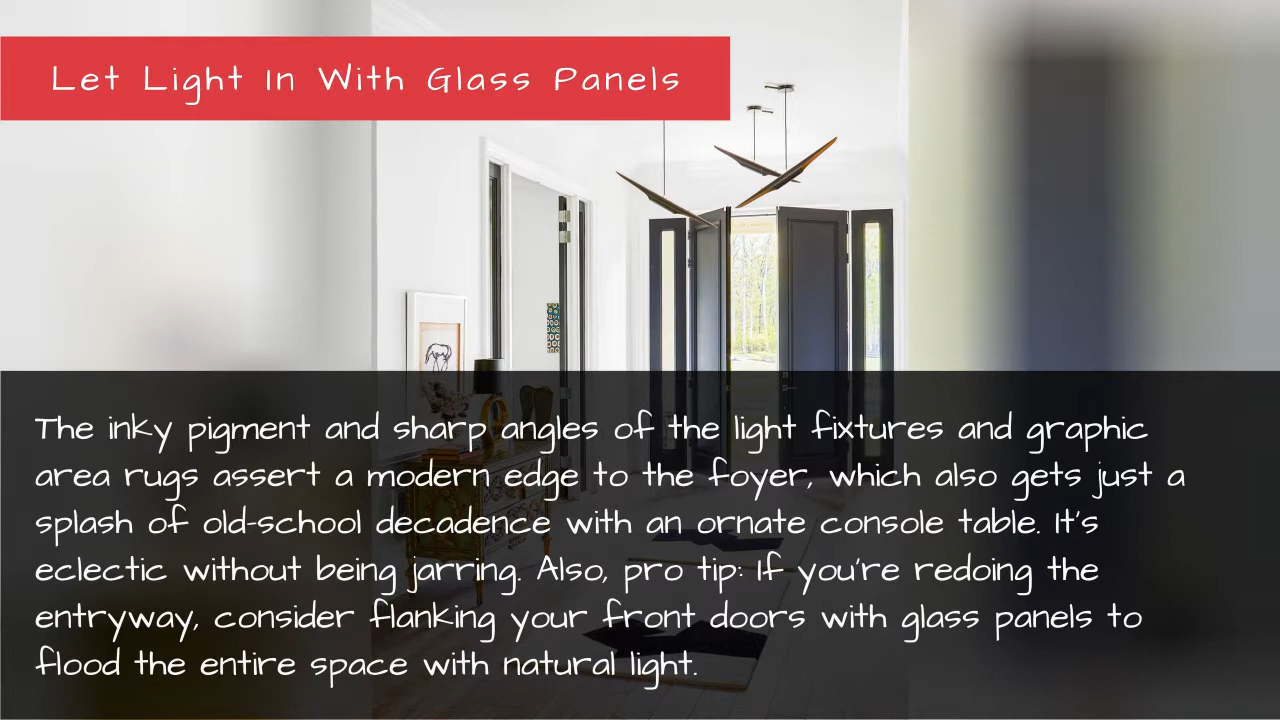 Let Light In With Glass Panels
The inky pigment and sharp angles of the light fixtures and graphic
area rugs assert a modern edge to the foyer, which also gets just a
splash of old-school decadence with an ornate console table. It's
eclectic without being jarring. Also, pro tip: If you're redoing the
entryway, consider flanking your front doors with glass panels to
flood the entire space with natural light.